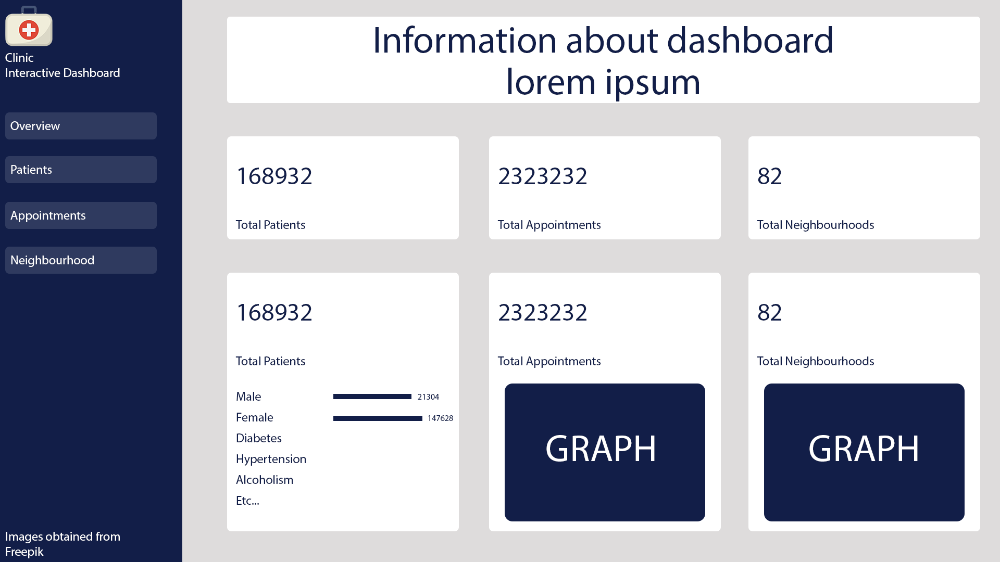 Clinic
Interactive Dashboard
Overview
Patients
Appointments
Neighbourhood
Images obtained from
Freepik
Information about dashboard
lorem ipsum
168932
Total Patients
2323232
Total Appointments
82
Total Neighbourhoods
168932
Total Patients
Male 21304
Female 147628
Diabetes
Hypertension
Alcoholism
Etc...
2323232
Total Appointments
GRAPH
82
Total Neighbourhoods
GRAPH